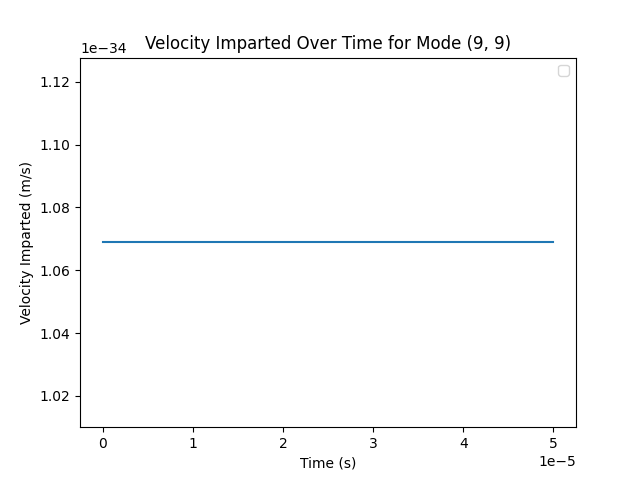 Velocity Imparted Over Time for Mode (9, 9)
1e−34
1.12
1.10
1.08
1.06
1.04
1.02
Velocity Imparted (m/s)
0 1 2 3 4 5
1e−5
Time (s)